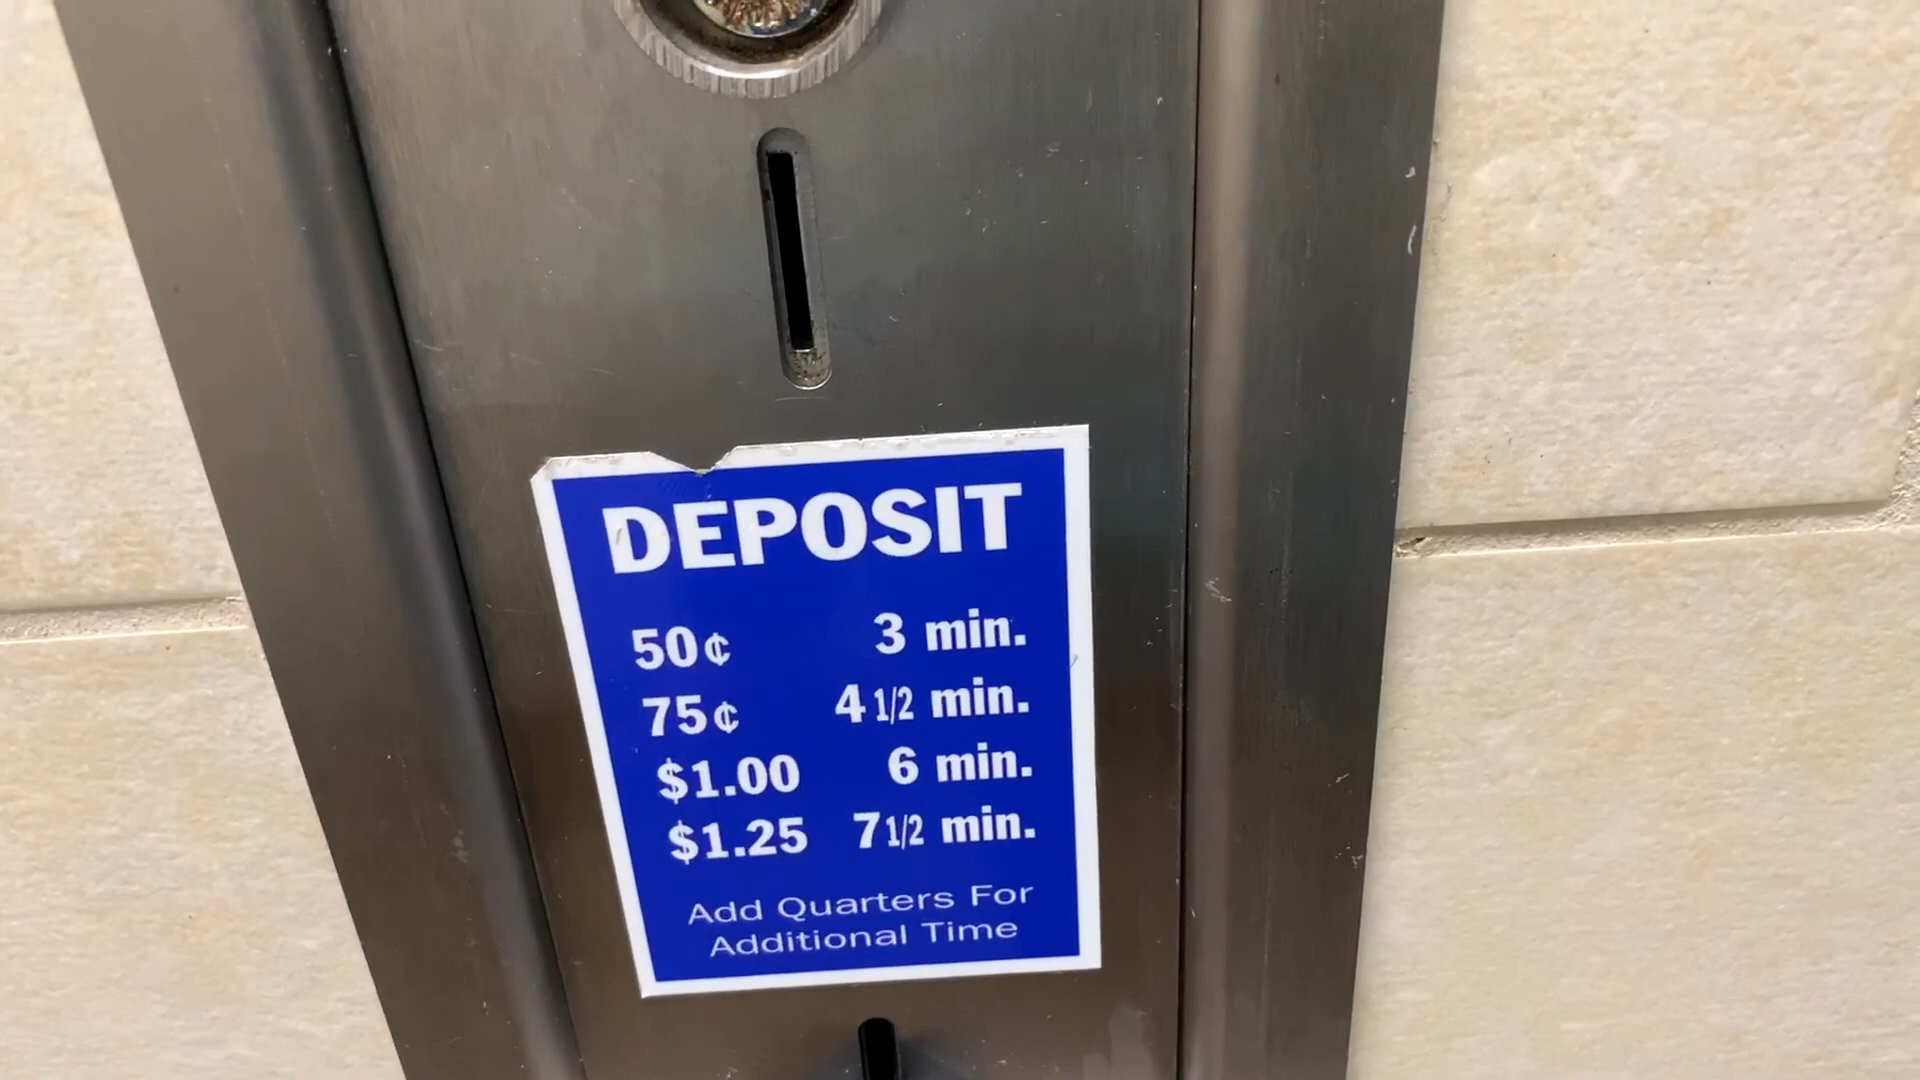 DEPOSIT
50¢ 3 min.
75¢ 4 1/2 min.
$1.00 6 min.
$1.25 7 1/2 min.
Add Quarters For
Additional Time